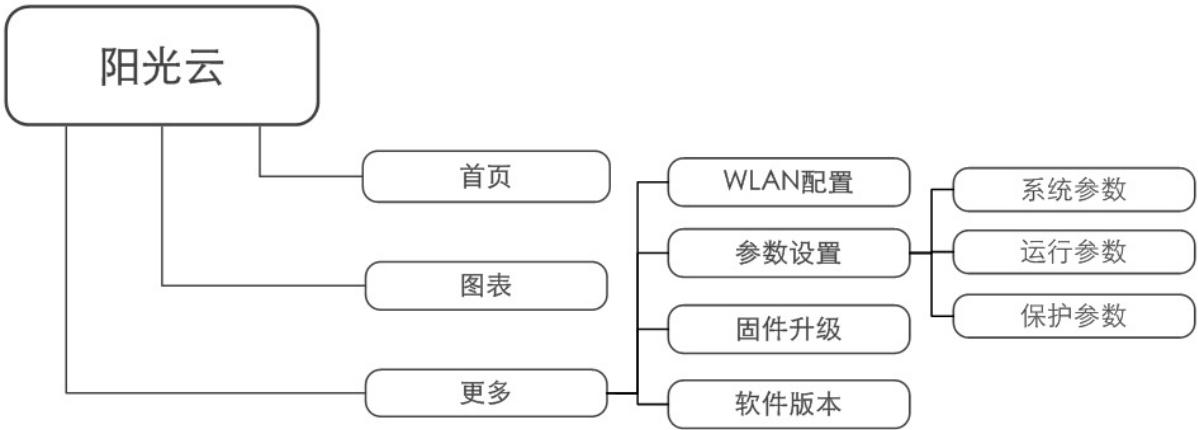 阳光云
首页
图表
更多
WLAN配置
参数设置
固件升级
软件版本
系统参数
运行参数
保护参数